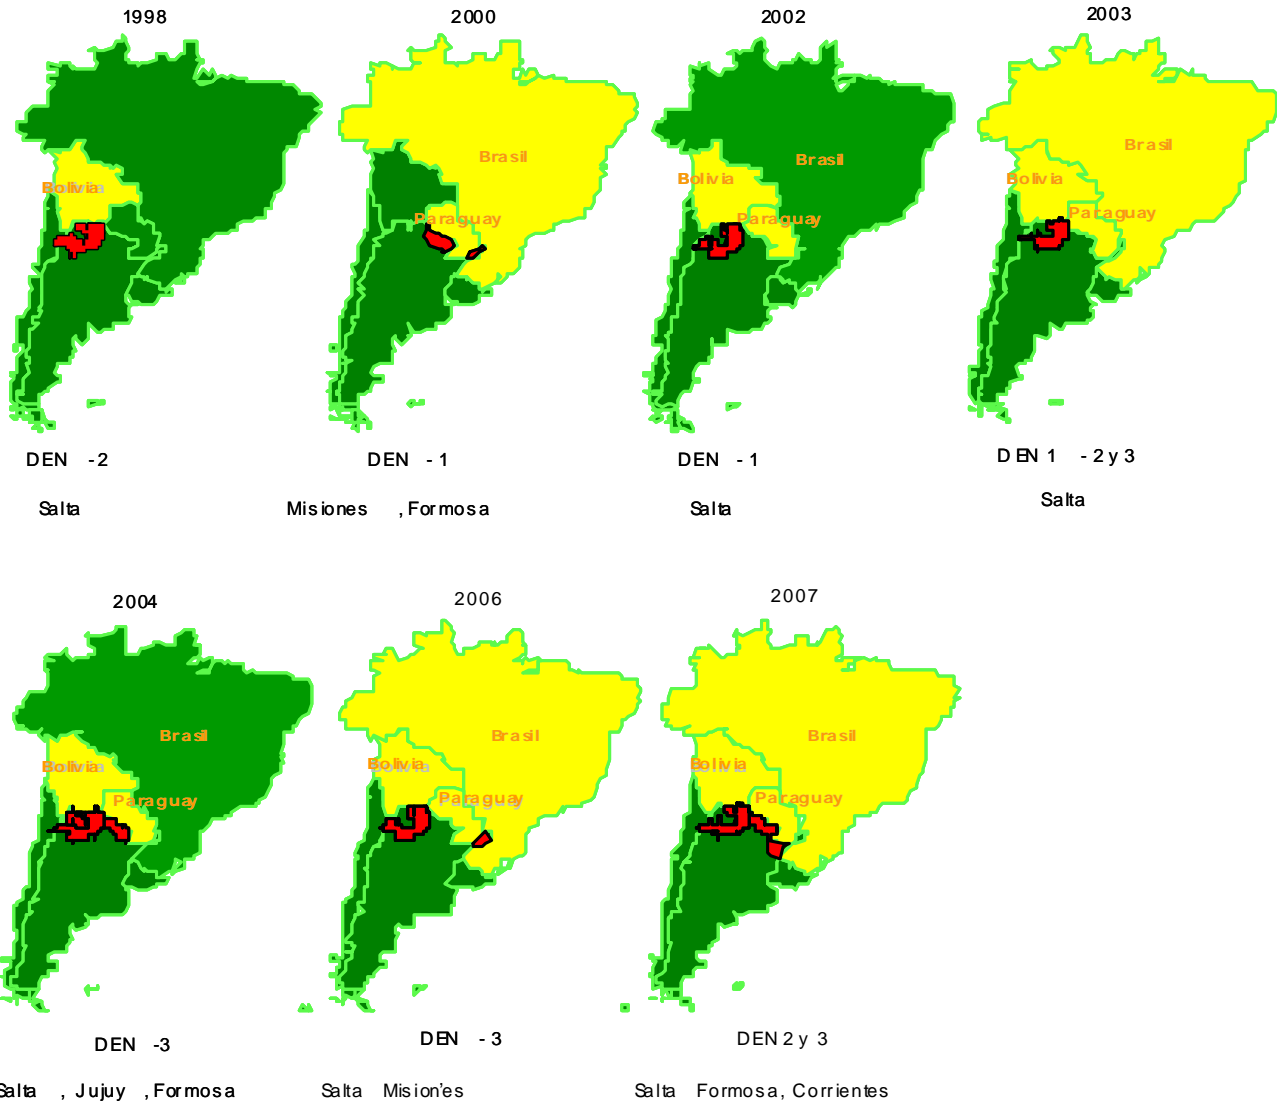 1998
2000
2002
2003
Bolivia
Brasil
Paraguay
Bolivia
Brasil
Paraguay
Brasil
Bolivia
Paraguay
DEN -2
DEN - 1
DEN - 1
DEN 1 - 2 y 3
Salta
Misiones , Formosa
Salta
Salta
2004
2006
2007
Brasil
Bolivia
Paraguay
Brasil
Bolivia
Paraguay
Brasil
Bolivia
Paraguay
DEN -3
DEN - 3
DEN 2 y 3
Salta , Jujuy , Formosa
Salta Mision'es
Salta Formosa, Corrientes